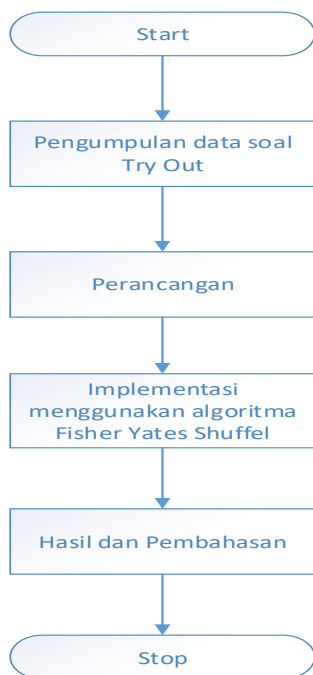 Start
Pengumpulan data soal
Try Out
Perancangan
Implementasi
menggunakan algoritma
Fisher Yates Shuffel
Hasil dan Pembahasan
Stop